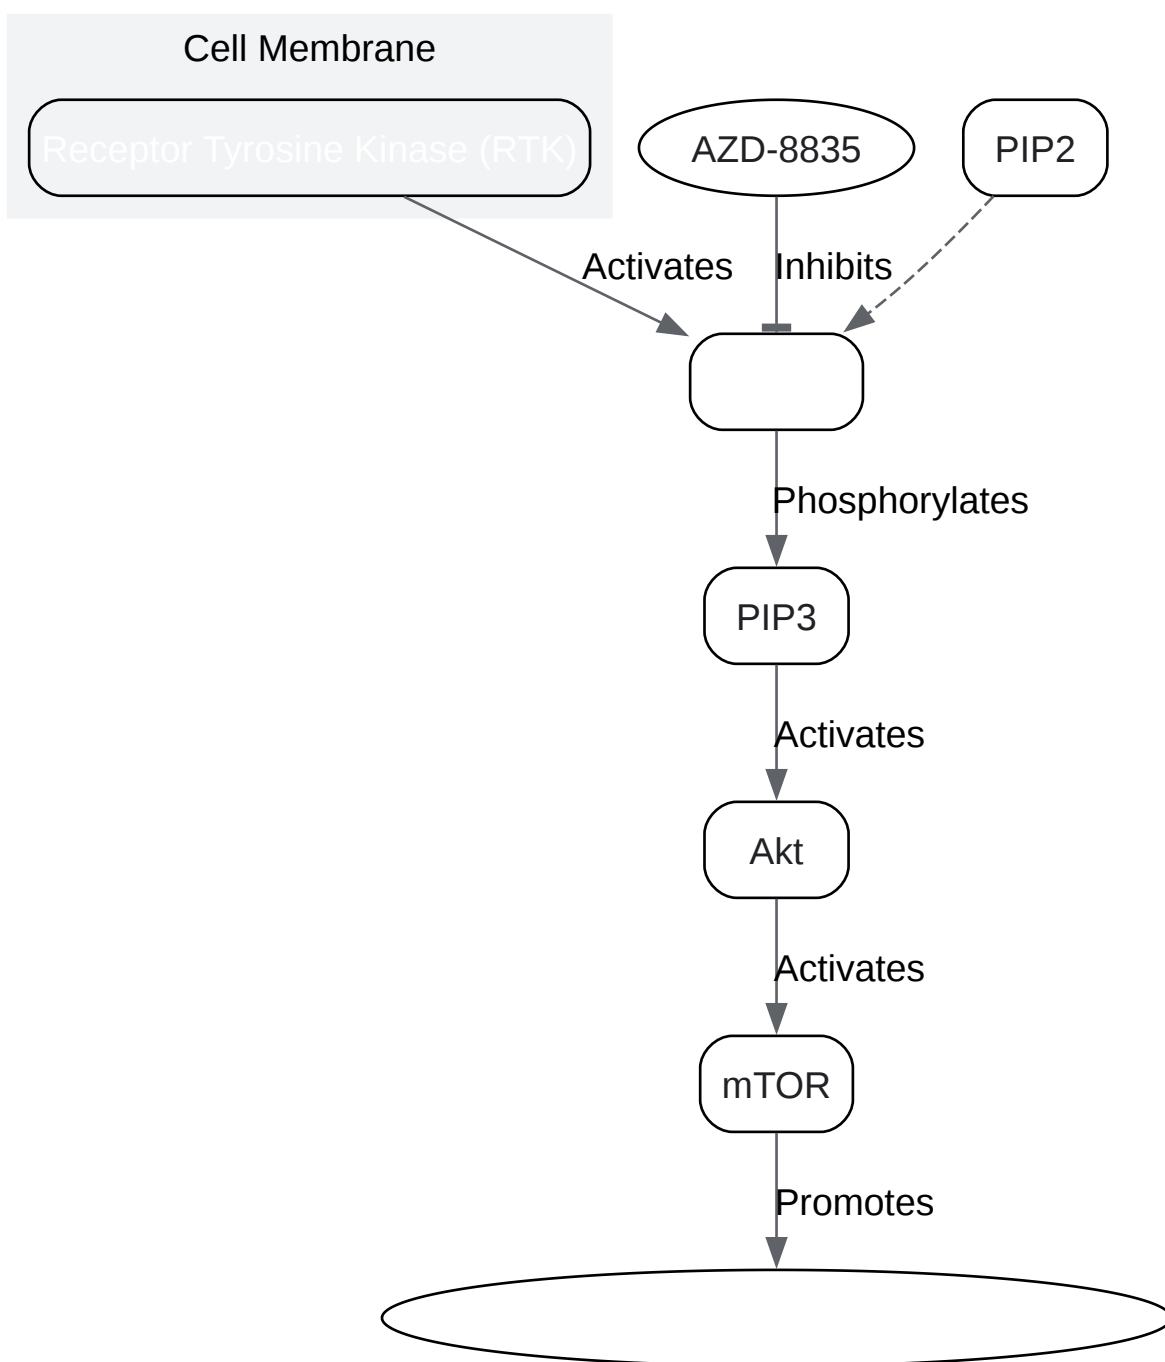 Cell Membrane
Receptor Tyrosine Kinase (RTK)
AZD-8835
PIP2
Activates
Inhibits
Phosphorylates
PIP3
Activates
Akt
Activates
mTOR
Promotes